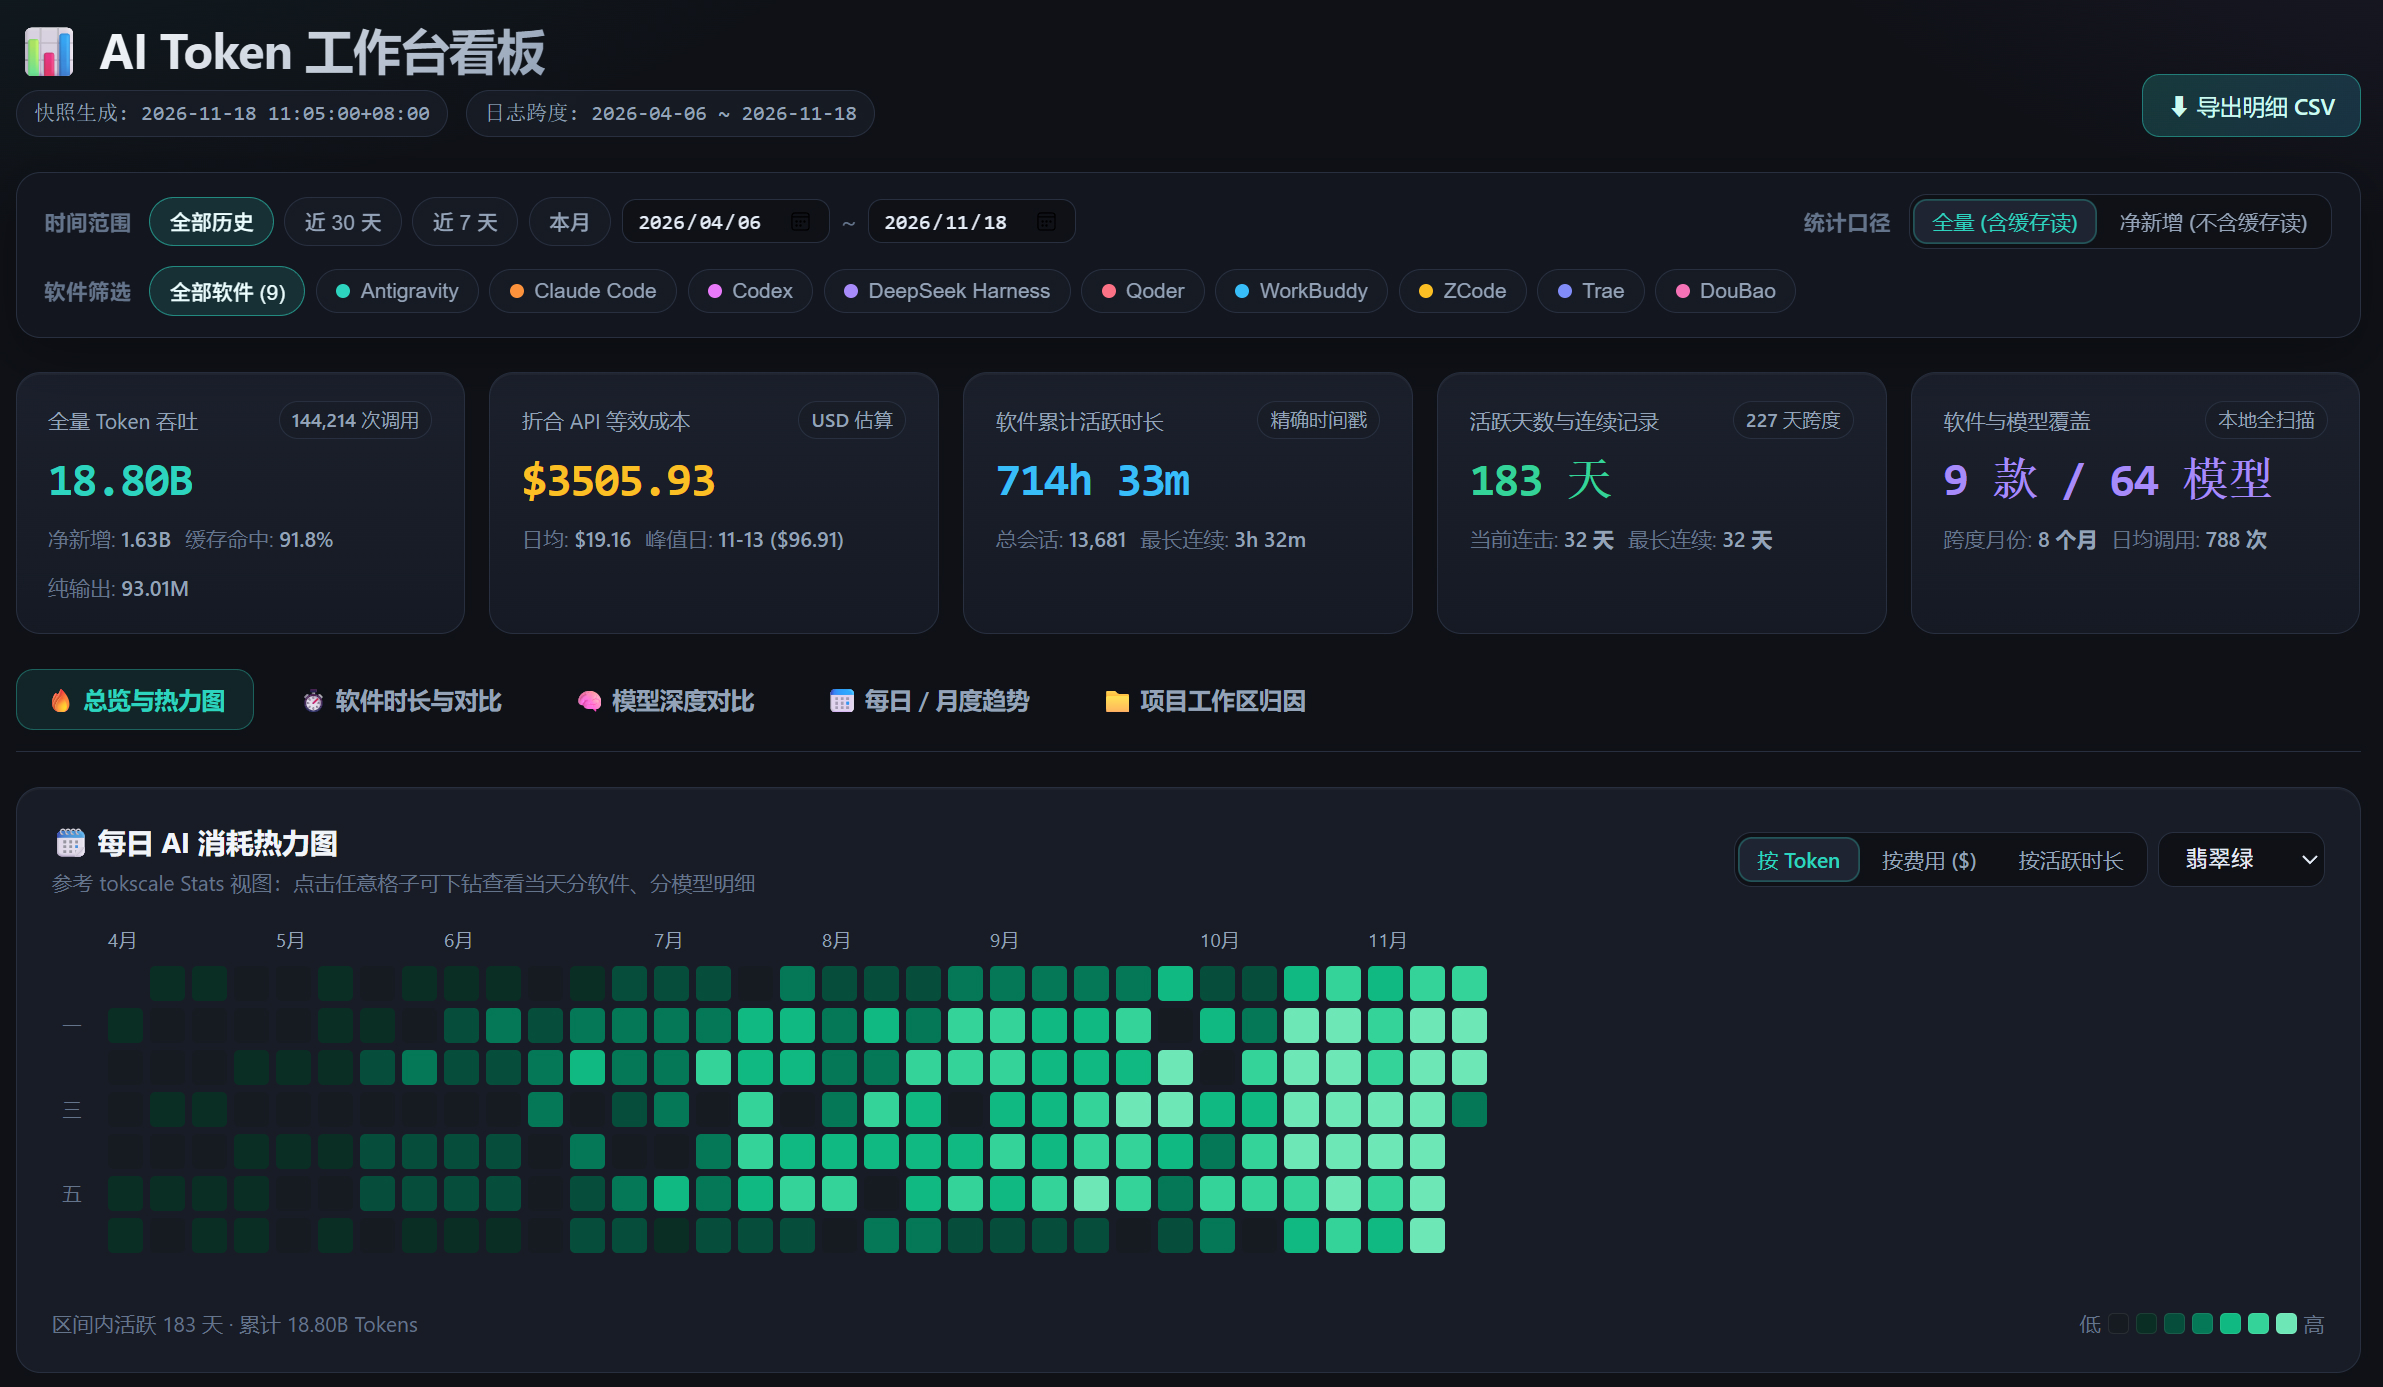 AI Token 工作台看板
快照生成: 2026-11-18 11:05:00+08:00
日志跨度: 2026-04-06 ~ 2026-11-18
⬇ 导出明细 CSV
时间范围 全部历史 近 30 天 近 7 天 本月 2026/04/06 ~ 2026/11/18
统计口径 全量 (含缓存读) 净新增 (不含缓存读)
软件筛选 全部软件 (9) Antigravity Claude Code Codex DeepSeek Harness Qoder WorkBuddy ZCode Trae DouBao
全量 Token 吞吐 144,214 次调用
18.80B
净新增: 1.63B 缓存命中: 91.8%
纯输出: 93.01M
折合 API 等效成本 USD 估算
$3505.93
日均: $19.16 峰值日: 11-13 ($96.91)
软件累计活跃时长 精确时间戳
714h 33m
总会话: 13,681 最长连续: 3h 32m
活跃天数与连续记录 227 天跨度
183 天
当前连击: 32 天 最长连续: 32 天
软件与模型覆盖 本地全扫描
9 款 / 64 模型
跨度月份: 8 个月 日均调用: 788 次
总览与热力图 软件时长与对比 模型深度对比 每日 / 月度趋势 项目工作区归因
每日 AI 消耗热力图
参考 tokscale Stats 视图：点击任意格子可下钻查看当天分软件、分模型明细
按 Token 按费用 ($) 按活跃时长 翡翠绿
4月 5月 6月 7月 8月 9月 10月 11月
一
三
五
区间内活跃 183 天 · 累计 18.80B Tokens
低 高